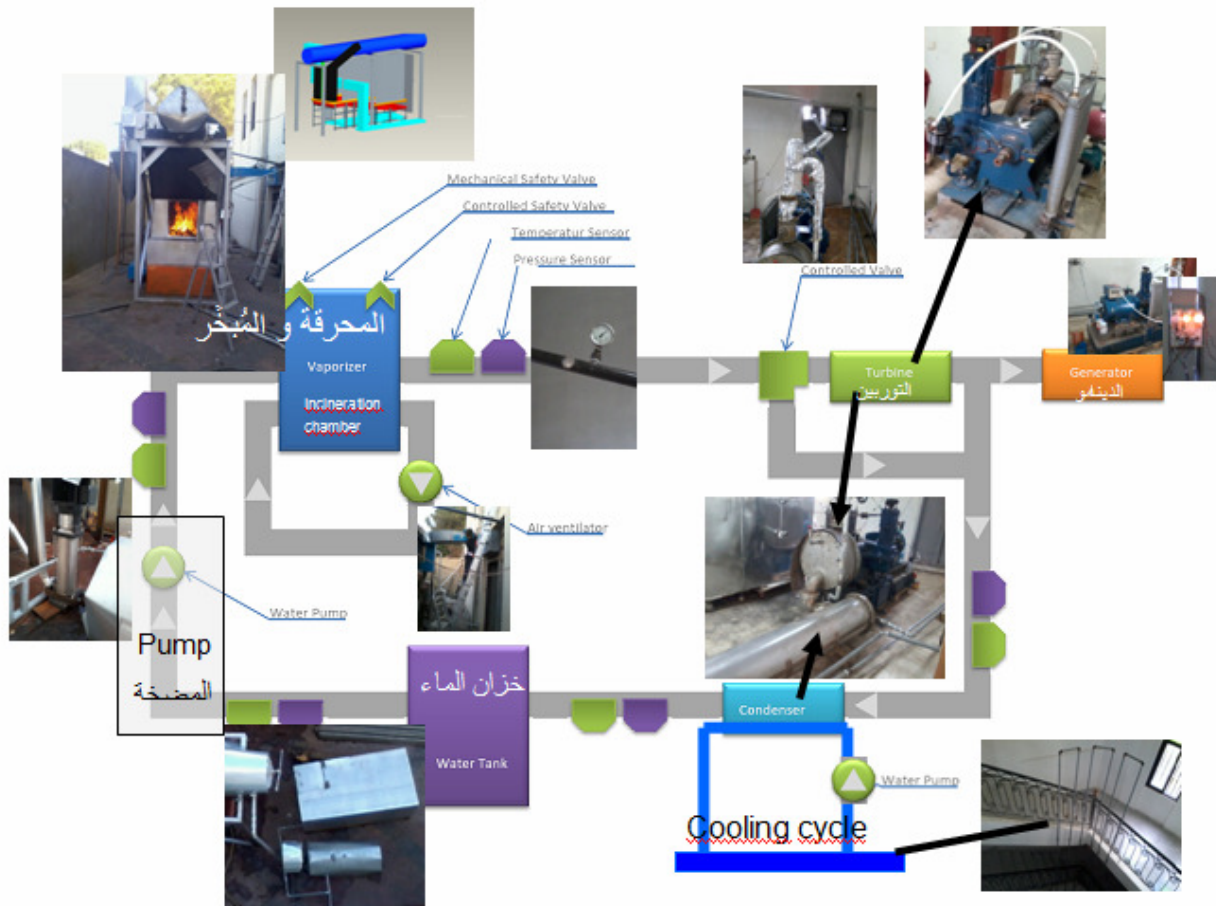 Mechanical Safety Valve
Controlled Safety Valve
Temperatur Sensor
Pressure Sensor
Controlled Valve
المحرقة و المُبخِّر
Vaporizer
Incineration
chamber
Turbine
التوربين
Generator
الدينامو
Air ventilator
Water Pump
Pump
المضخة
خزان الماء
Water Tank
Condenser
Water Pump
Cooling cycle